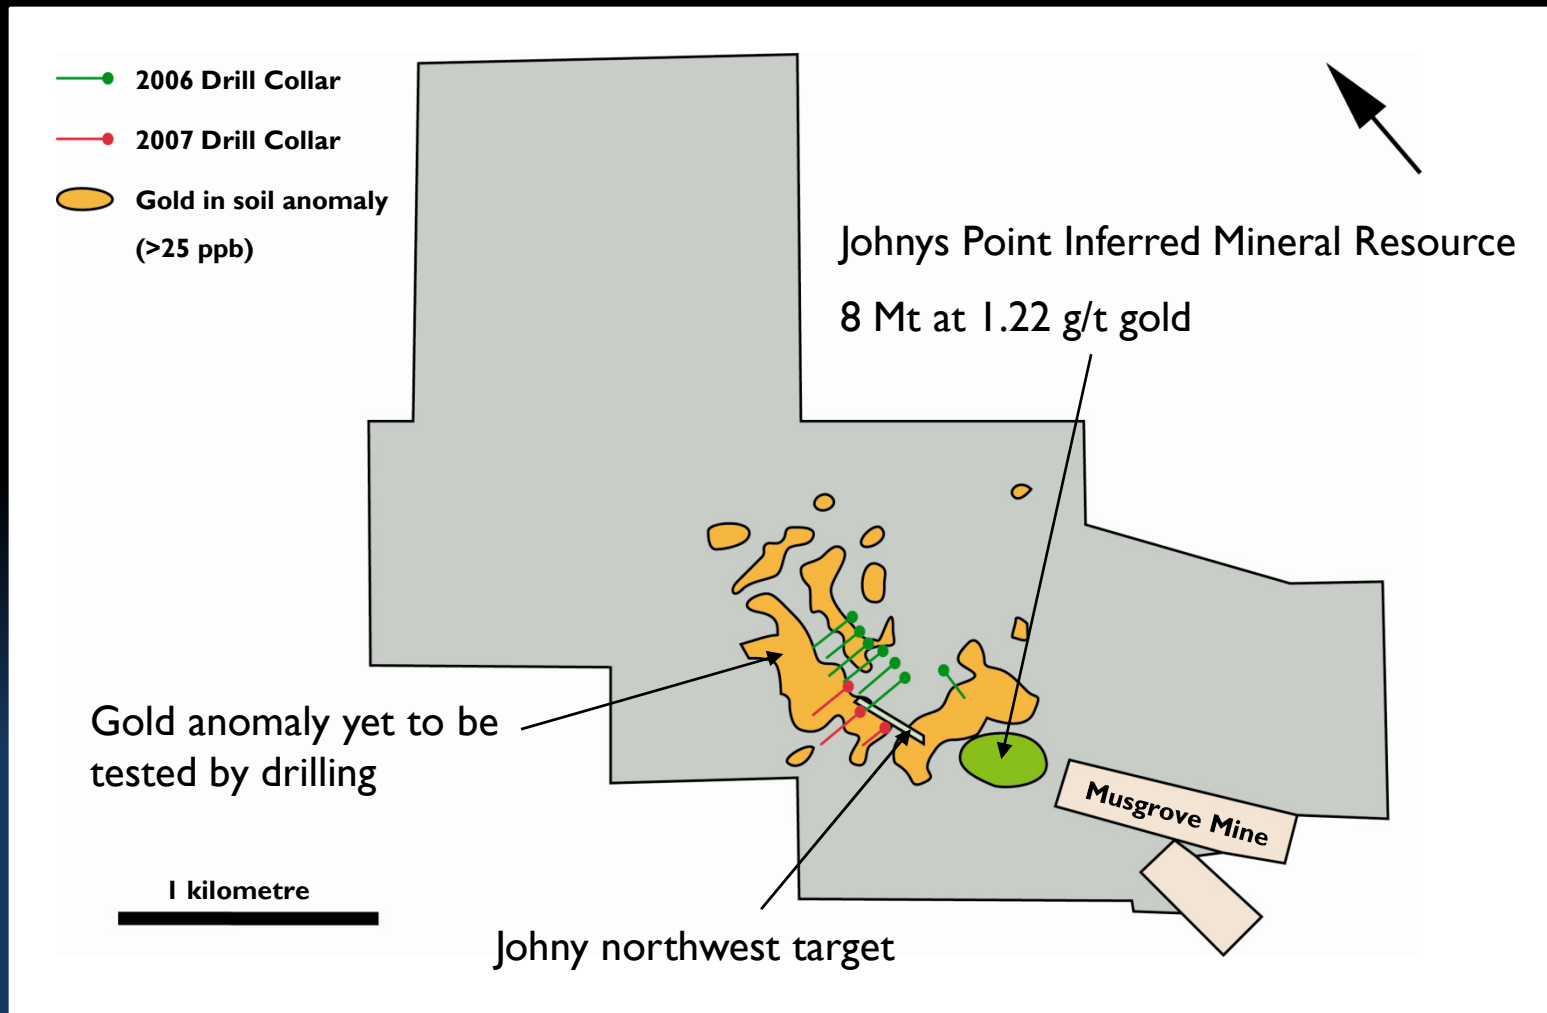 2006 Drill Collar
2007 Drill Collar
Gold in soil anomaly
(>25 ppb)
Johnys Point Inferred Mineral Resource
8 Mt at 1.22 g/t gold
Gold anomaly yet to be
tested by drilling
Musgrove Mine
1 kilometre
Johny northwest target